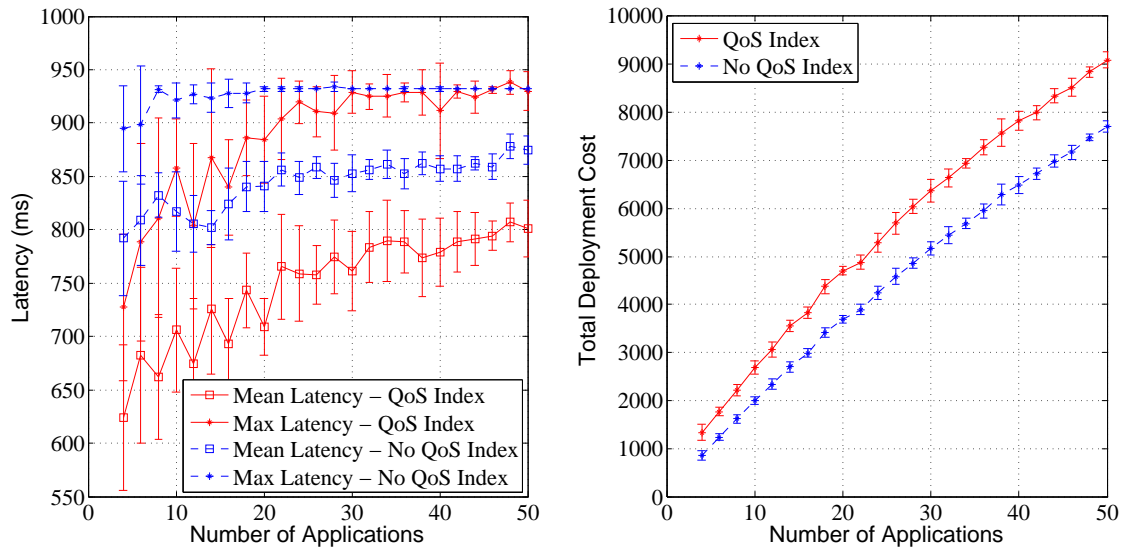 1000
950
900
850
800
750
700
650
600
550
Latency (ms)
Mean Latency – QoS Index
Max Latency – QoS Index
Mean Latency – No QoS Index
Max Latency – No QoS Index
0 10 20 30 40 50
Number of Applications
10000
9000
8000
7000
6000
5000
4000
3000
2000
1000
0
Total Deployment Cost
QoS Index
No QoS Index
0 10 20 30 40 50
Number of Applications